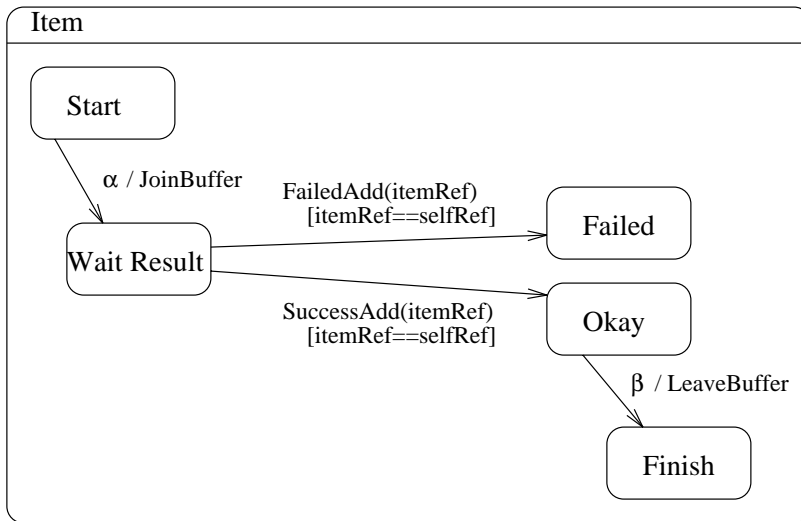 Item
Start
α / JoinBuffer
FailedAdd(itemRef)
[itemRef==selfRef]
Failed
Wait Result
SuccessAdd(itemRef)
[itemRef==selfRef]
Okay
β / LeaveBuffer
Finish